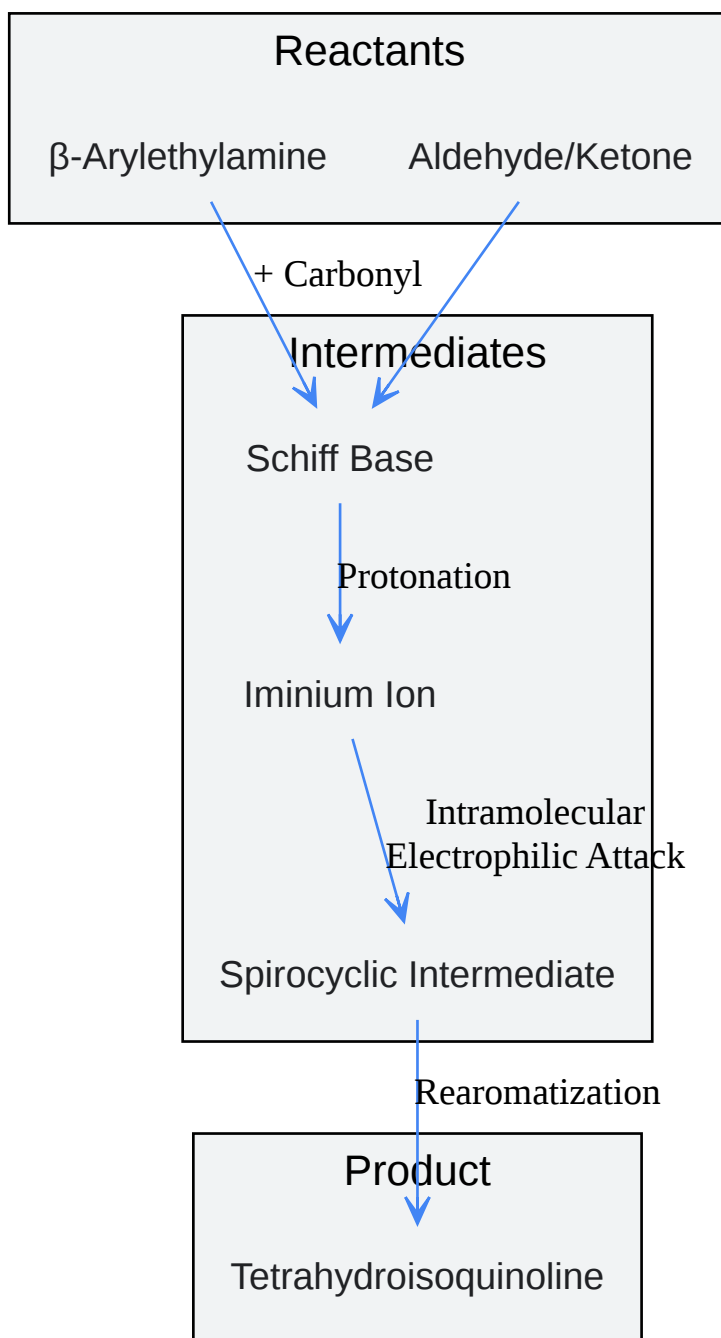 Reactants
β-Arylethylamine
Aldehyde/Ketone
+ Carbonyl
Intermediates
Schiff Base
Protonation
Iminium Ion
Intramolecular
Electrophilic Attack
Spirocyclic Intermediate
Rearomatization
Product
Tetrahydroisoquinoline